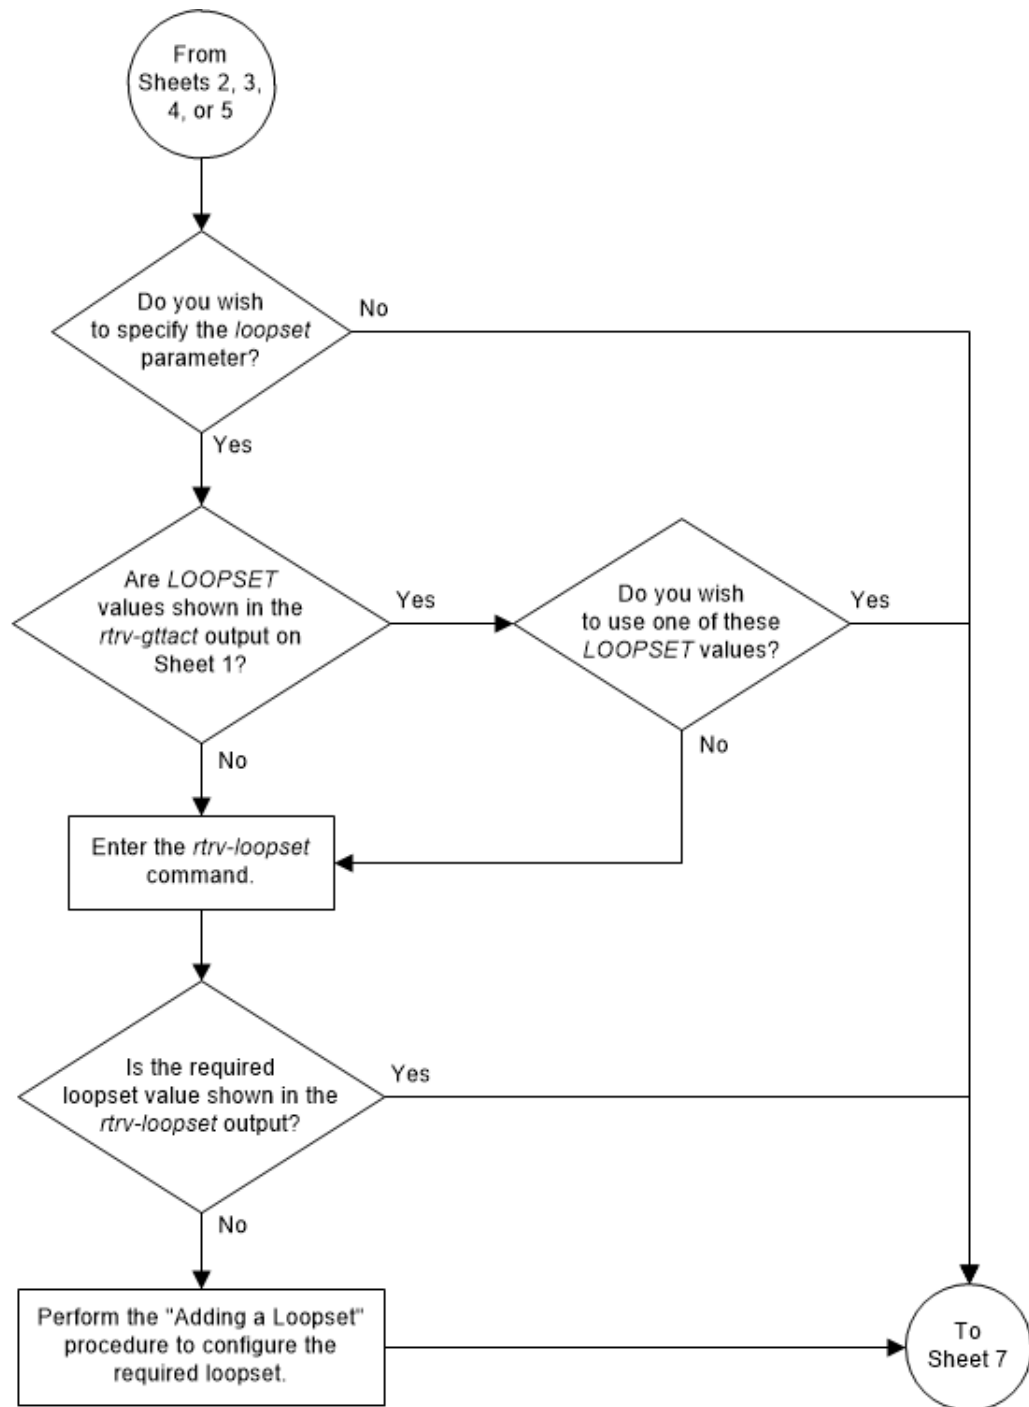 From
Sheets 2, 3,
4, or 5
Do you wish
to specify the loopset
parameter?
No
Yes
Are LOOPSET
values shown in the
rtrv-gttact output on
Sheet 1?
Yes
Do you wish
to use one of these
LOOPSET values?
Yes
No
No
Enter the rtrv-loopset
command.
Is the required
loopset value shown in the
rtrv-loopset output?
Yes
No
Perform the "Adding a Loopset"
procedure to configure the
required loopset.
To
Sheet 7